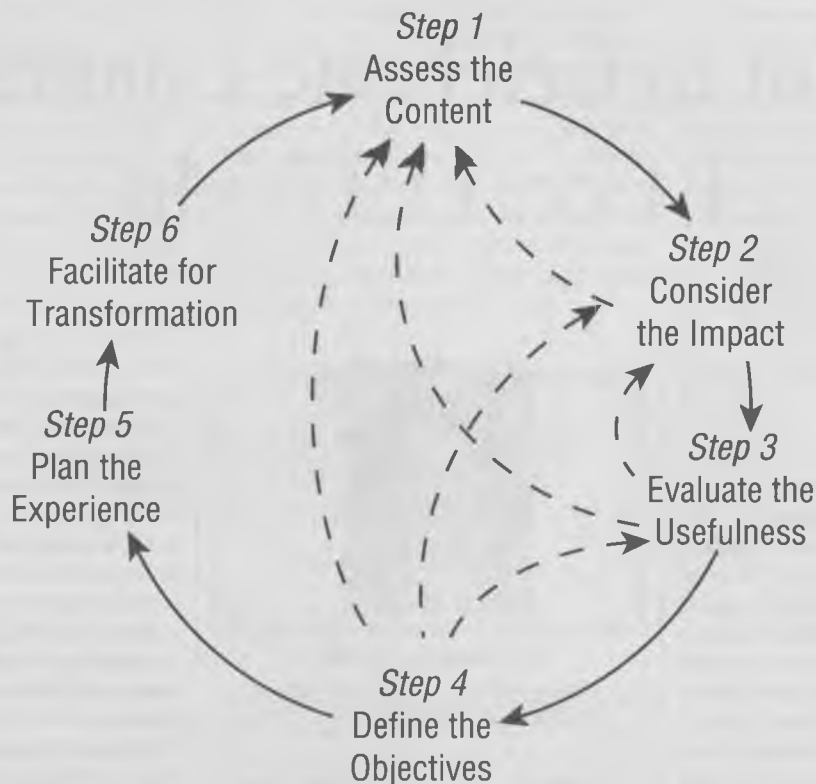 Step 1
Assess the
Content
Step 2
Consider
the Impact
Step 3
Evaluate the
Usefulness
Step 4
Define the
Objectives
Step 5
Plan the
Experience
Step 6
Facilitate for
Transformation